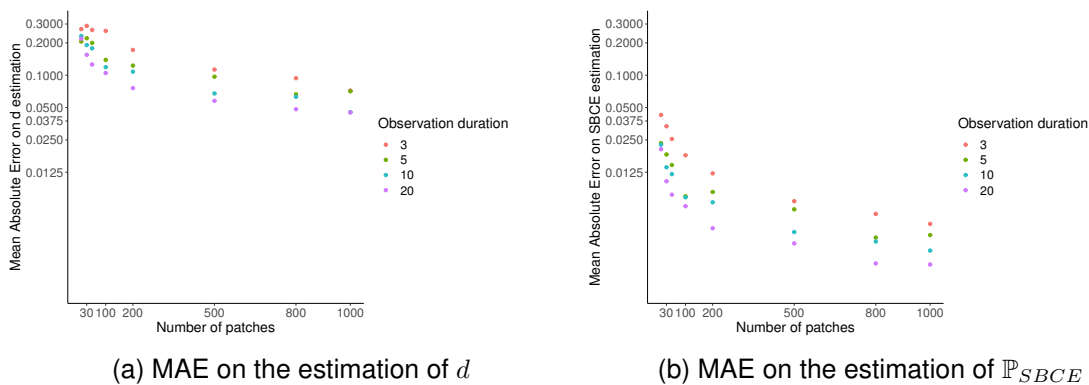 Mean Absolute Error on d estimation
0.3000
0.2000
0.1000
0.0500
0.0375
0.0250
0.0125
30 100 200 500 800 1000
Number of patches
Observation duration
3
5
10
20
(a) MAE on the estimation of d
Mean Absolute Error on SBCE estimation
0.3000
0.2000
0.1000
0.0500
0.0375
0.0250
0.0125
30 100 200 500 800 1000
Number of patches
Observation duration
3
5
10
20
(b) MAE on the estimation of ℙ_SBCE